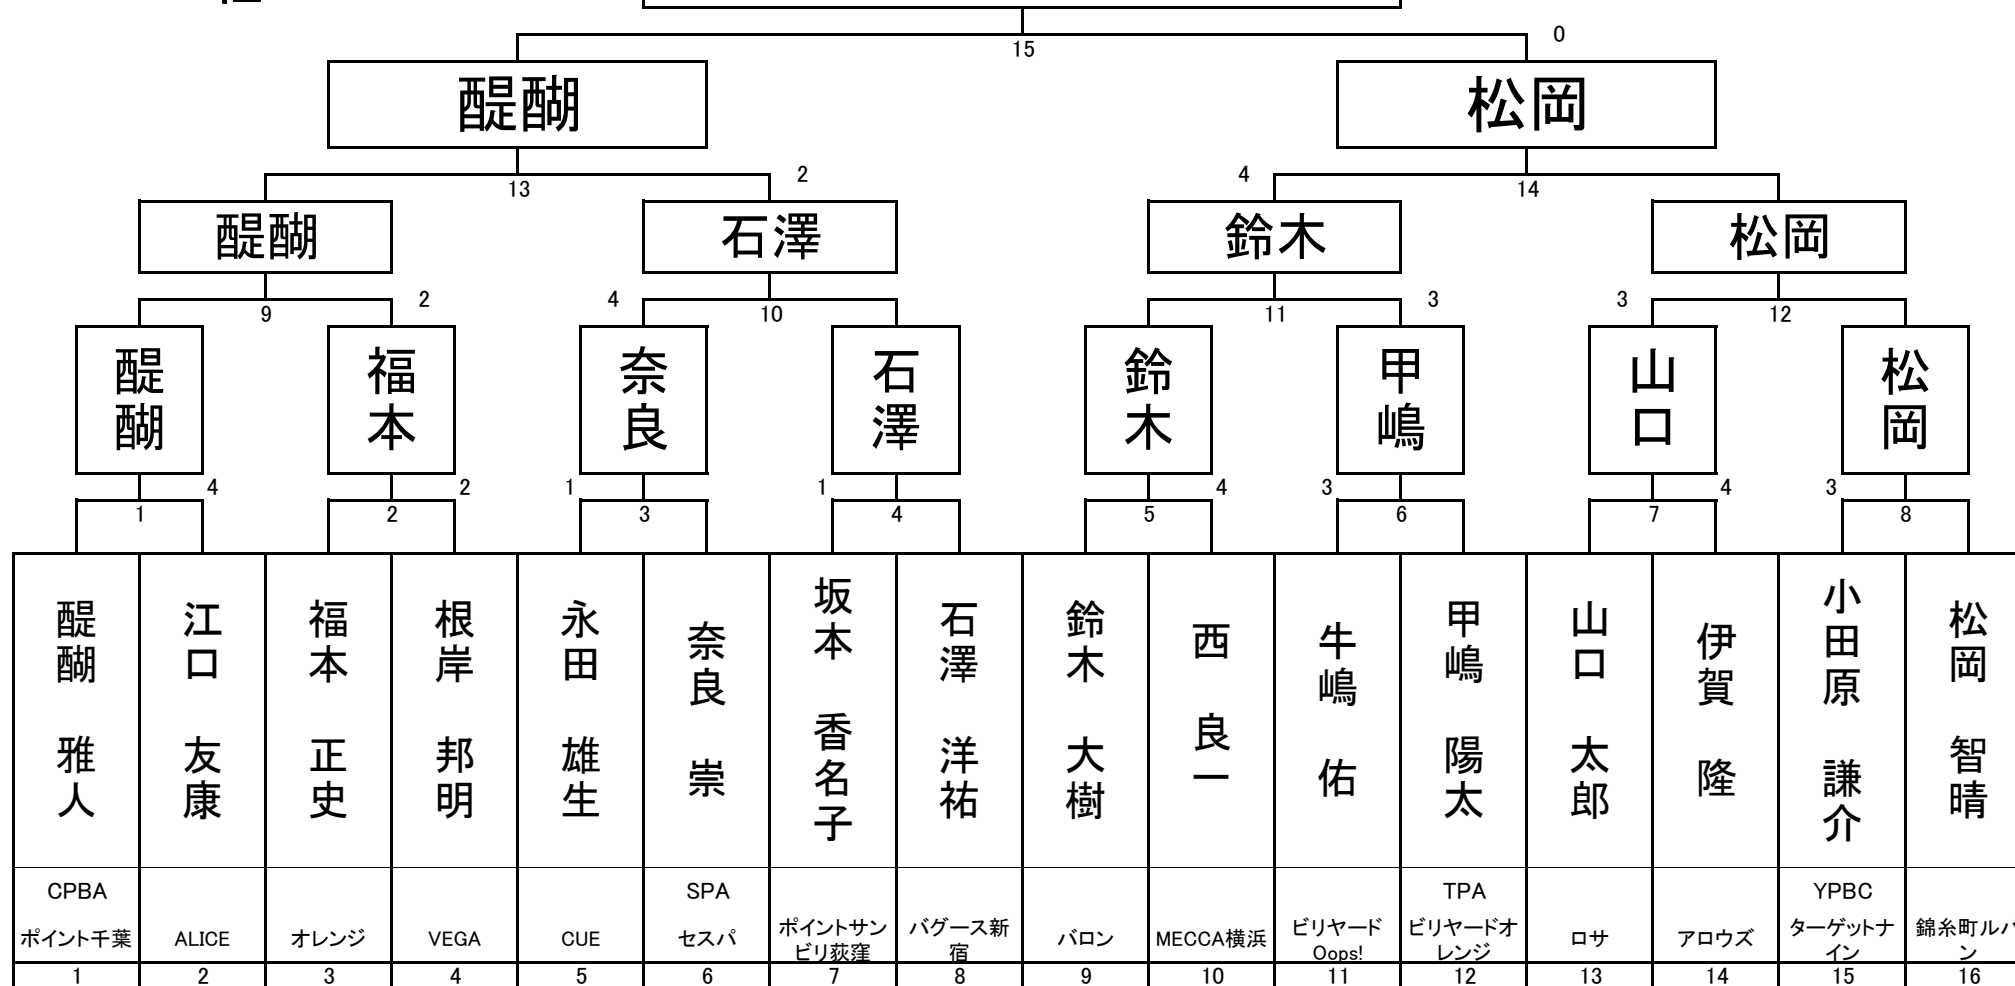 0
15
醍醐
松岡
2
4
13
14
醍醐
石澤
鈴木
松岡
2
4
3
3
9
10
11
12
醍醐
福本
奈良
石澤
鈴木
甲嶋
山口
松岡
4
2
1
1
4
3
4
3
1
2
3
4
5
6
7
8
醍醐 雅人
江口 友康
福本 正史
根岸 邦明
永田 雄生
奈良 崇
坂本 香名子
石澤 洋祐
鈴木 大樹
西 良一
牛嶋 佑
甲嶋 陽太
山口 太郎
伊賀 隆
小田原 謙介
松岡 智晴
CPBA
SPA
TPA
YPBC
ポイント千葉
ALICE
オレンジ
VEGA
CUE
セスパ
ポイントサン
ビリ荻窪
バグース新
宿
バロン
MECCA横浜
ビリヤード
Oops!
ビリヤードオ
レンジ
ロサ
アロウズ
ターゲットナ
イン
錦糸町ルパ
ン
1
2
3
4
5
6
7
8
9
10
11
12
13
14
15
16